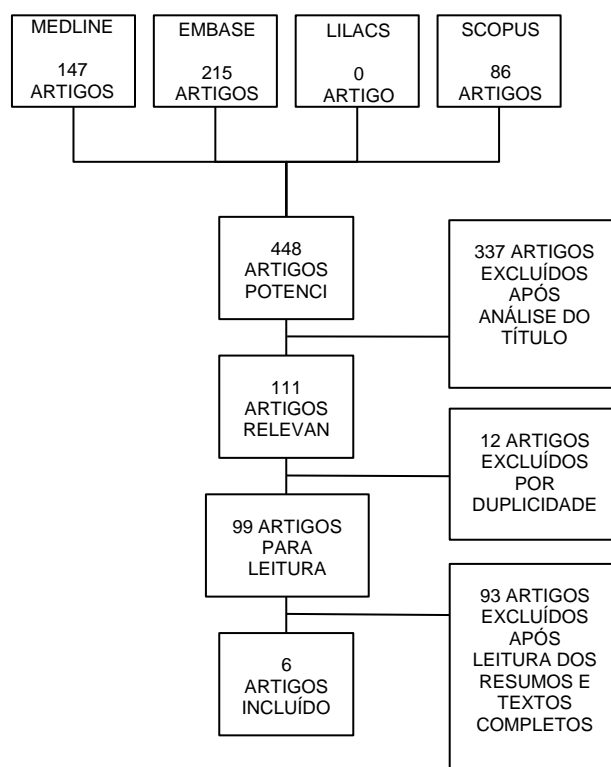 MEDLINE
147
ARTIGOS
EMBASE
215
ARTIGOS
LILACS
0
ARTIGO
SCOPUS
86
ARTIGOS
448
ARTIGOS
POTENCI
337 ARTIGOS
EXCLUÍDOS
APÓS
ANÁLISE DO
TÍTULO
111
ARTIGOS
RELEVAN
12 ARTIGOS
EXCLUÍDOS
POR
DUPLICIDADE
99 ARTIGOS
PARA
LEITURA
93 ARTIGOS
EXCLUÍDOS
APÓS
LEITURA DOS
RESUMOS E
TEXTOS
COMPLETOS
6
ARTIGOS
INCLUÍDO